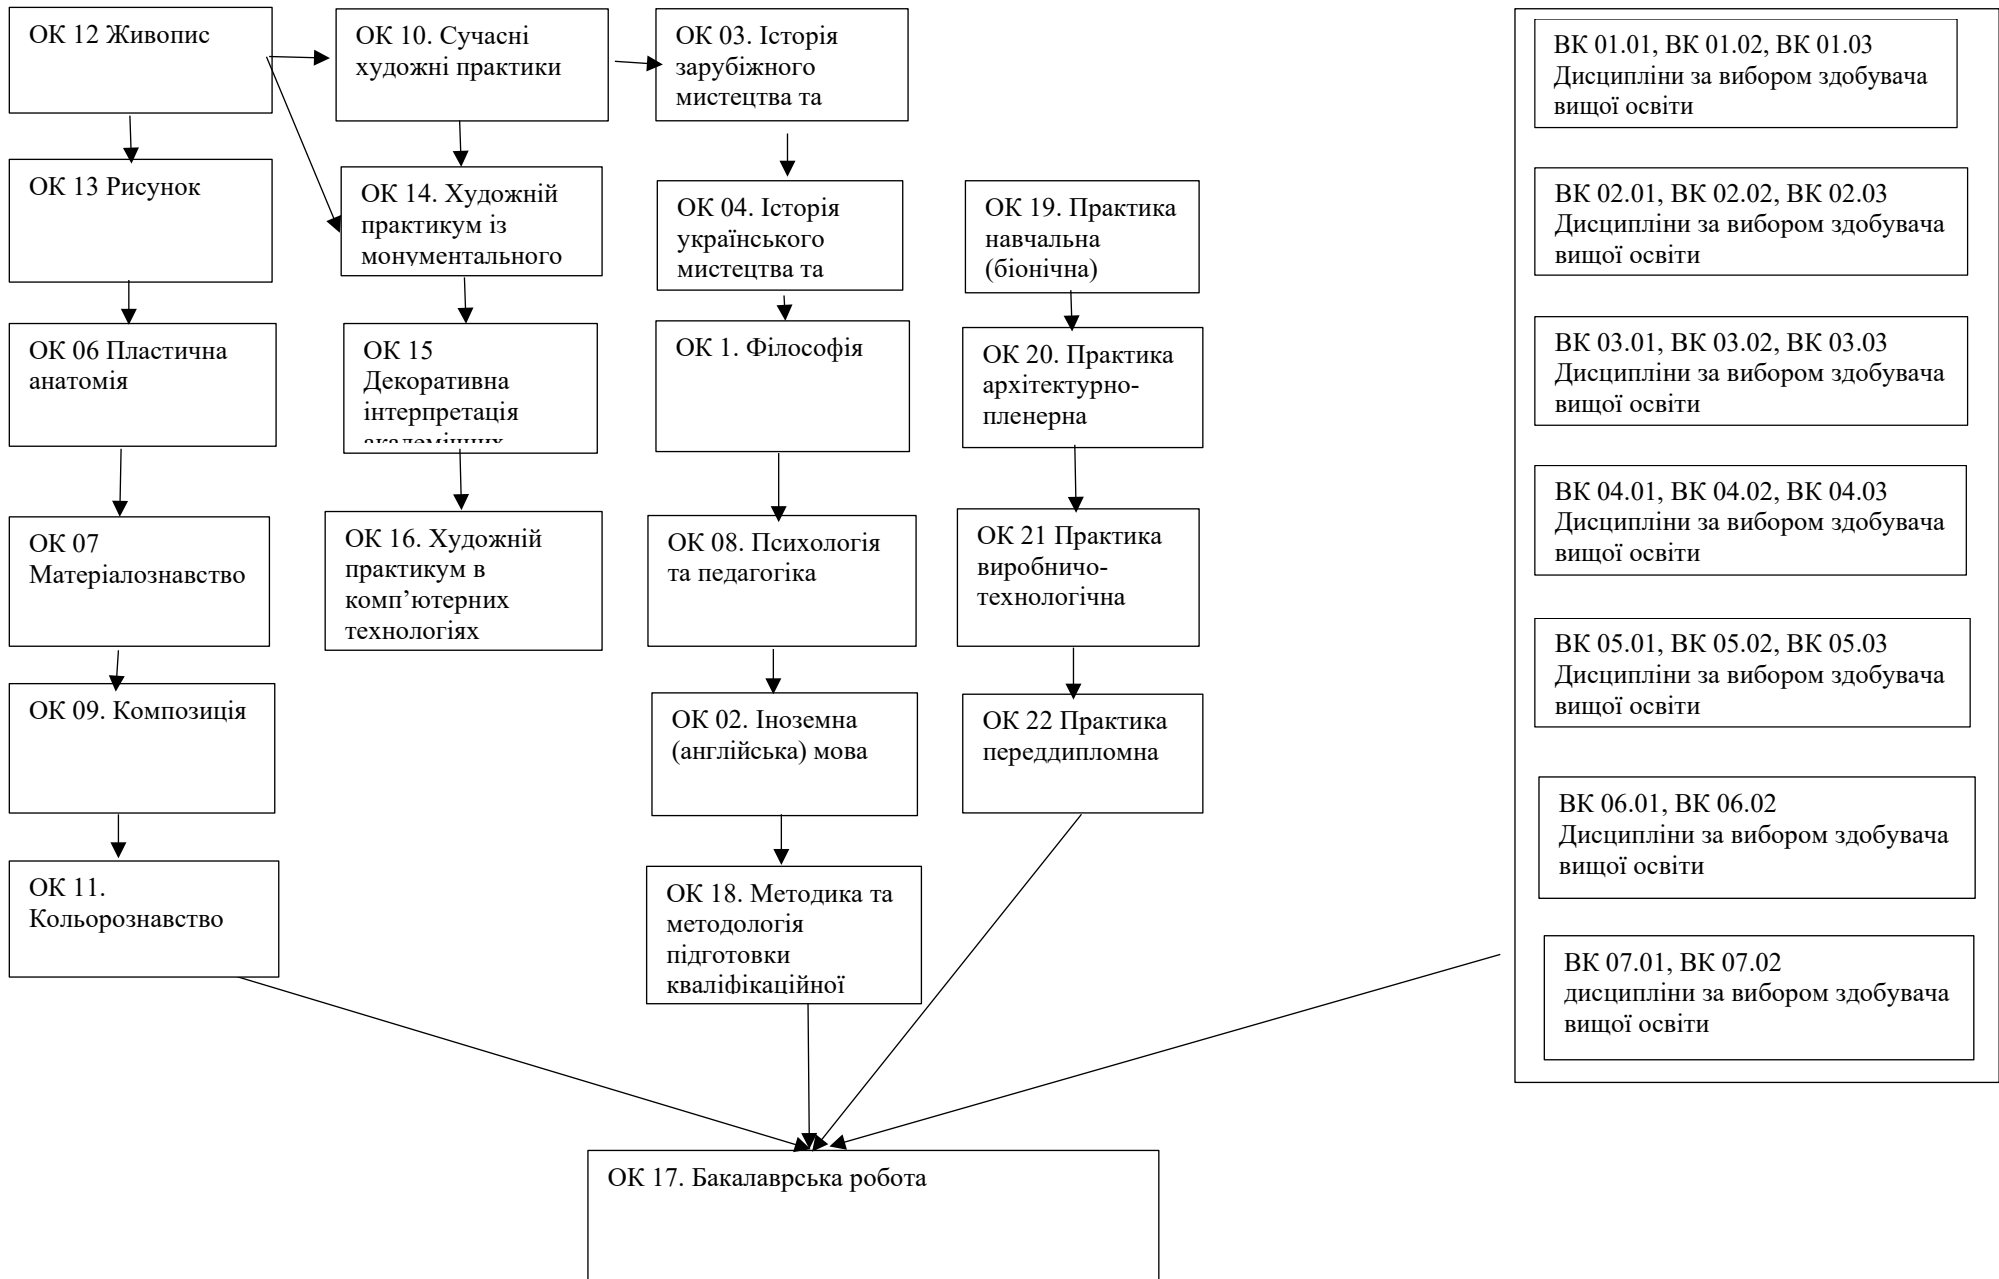 ОК 12 Живопис
ОК 13 Рисунок
ОК 06 Пластична
анатомія
ОК 07
Матеріалознавство
ОК 09. Композиція
ОК 11.
Кольорознавство
ОК 10. Сучасні
художні практики
ОК 14. Художній
практикум із
монументального
ОК 15
Декоративна
інтерпретація
академічних
ОК 16. Художній
практикум в
комп’ютерних
технологіях
ОК 03. Історія
зарубіжного
мистецтва та
ОК 04. Історія
українського
мистецтва та
ОК 1. Філософія
ОК 08. Психологія
та педагогіка
ОК 02. Іноземна
(англійська) мова
ОК 18. Методика та
методологія
підготовки
кваліфікаційної
ОК 19. Практика
навчальна
(біонічна)
ОК 20. Практика
архітектурно-
пленерна
ОК 21 Практика
виробничо-
технологічна
ОК 22 Практика
переддипломна
ВК 01.01, ВК 01.02, ВК 01.03
Дисципліни за вибором здобувача
вищої освіти
ВК 02.01, ВК 02.02, ВК 02.03
Дисципліни за вибором здобувача
вищої освіти
ВК 03.01, ВК 03.02, ВК 03.03
Дисципліни за вибором здобувача
вищої освіти
ВК 04.01, ВК 04.02, ВК 04.03
Дисципліни за вибором здобувача
вищої освіти
ВК 05.01, ВК 05.02, ВК 05.03
Дисципліни за вибором здобувача
вищої освіти
ВК 06.01, ВК 06.02
Дисципліни за вибором здобувача
вищої освіти
ВК 07.01, ВК 07.02
дисципліни за вибором здобувача
вищої освіти
ОК 17. Бакалаврська робота